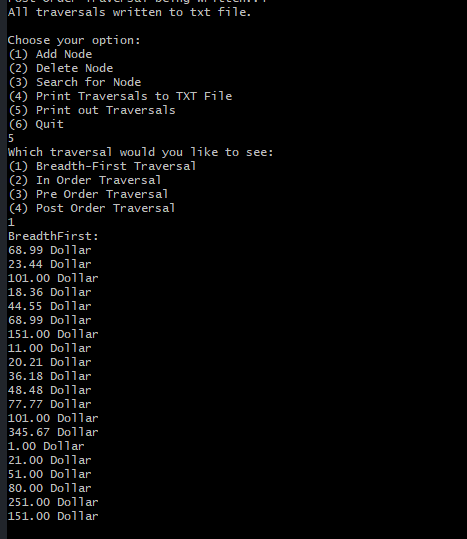 Post Order Traversal being written...
All traversals written to txt file.
Choose your option:
(1) Add Node
(2) Delete Node
(3) Search for Node
(4) Print Traversals to TXT File
(5) Print out Traversals
(6) Quit
5
Which traversal would you like to see:
(1) Breadth-First Traversal
(2) In Order Traversal
(3) Pre Order Traversal
(4) Post Order Traversal
1
BreadthFirst:
68.99 Dollar
23.44 Dollar
101.00 Dollar
18.36 Dollar
44.55 Dollar
68.99 Dollar
151.00 Dollar
11.00 Dollar
20.21 Dollar
36.18 Dollar
48.48 Dollar
77.77 Dollar
101.00 Dollar
345.67 Dollar
1.00 Dollar
21.00 Dollar
51.00 Dollar
80.00 Dollar
251.00 Dollar
151.00 Dollar